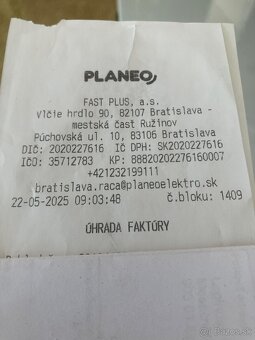 PLANEO
FAST PLUS, a.s.
Vlčie hrdlo 90, 82107 Bratislava -
mestská časť Ružinov
Púchovská ul. 10, 83106 Bratislava
DIČ: 2020227616 IČ DPH: SK2020227616
IČO: 35712783 KP: 88820202276160007
+421232199111
bratislava.raca@planeoelektro.sk
22-05-2025 09:03:48 č.bloku: 1409
ÚHRADA FAKTÚRY